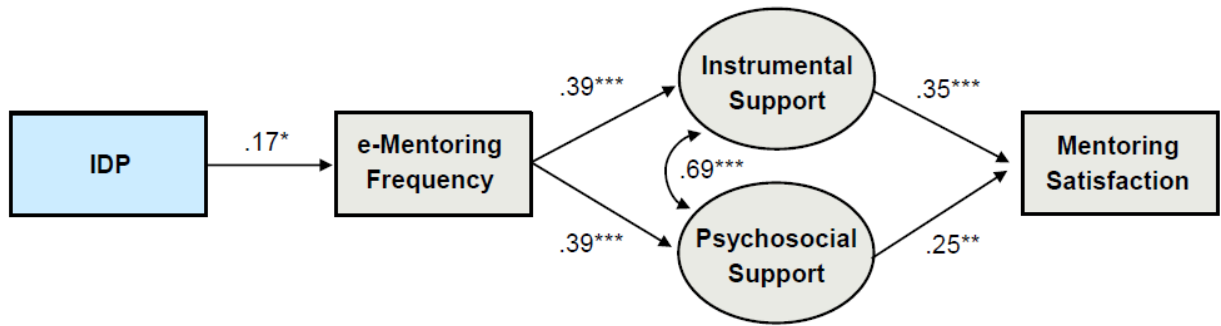 IDP
.17*
e-Mentoring
Frequency
.39***
.39***
Instrumental
Support
.69***
Psychosocial
Support
.35***
.25**
Mentoring
Satisfaction